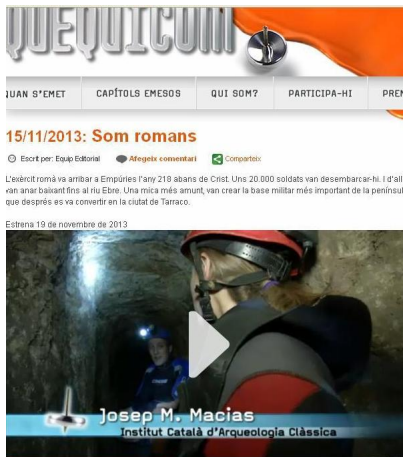 QUEQUICOM
QUAN S'EMET CAPÍTOLS EMESOS QUI SOM? PARTICIPA-HI PREN
15/11/2013: Som romans
Escrit per: Equip Editorial Afegeix comentari Comparteix
L'exèrcit romà va arribar a Empúries l'any 218 abans de Crist. Uns 20.000 soldats van desembarcar-hi. I d'all
van anar baixant fins al riu Ebre. Una mica més amunt, van crear la base militar més important de la penínsul
que després es va convertir en la ciutat de Tarraco.
Estrena 19 de novembre de 2013
Josep M. Macias
Institut Català d'Arqueologia Clàssica